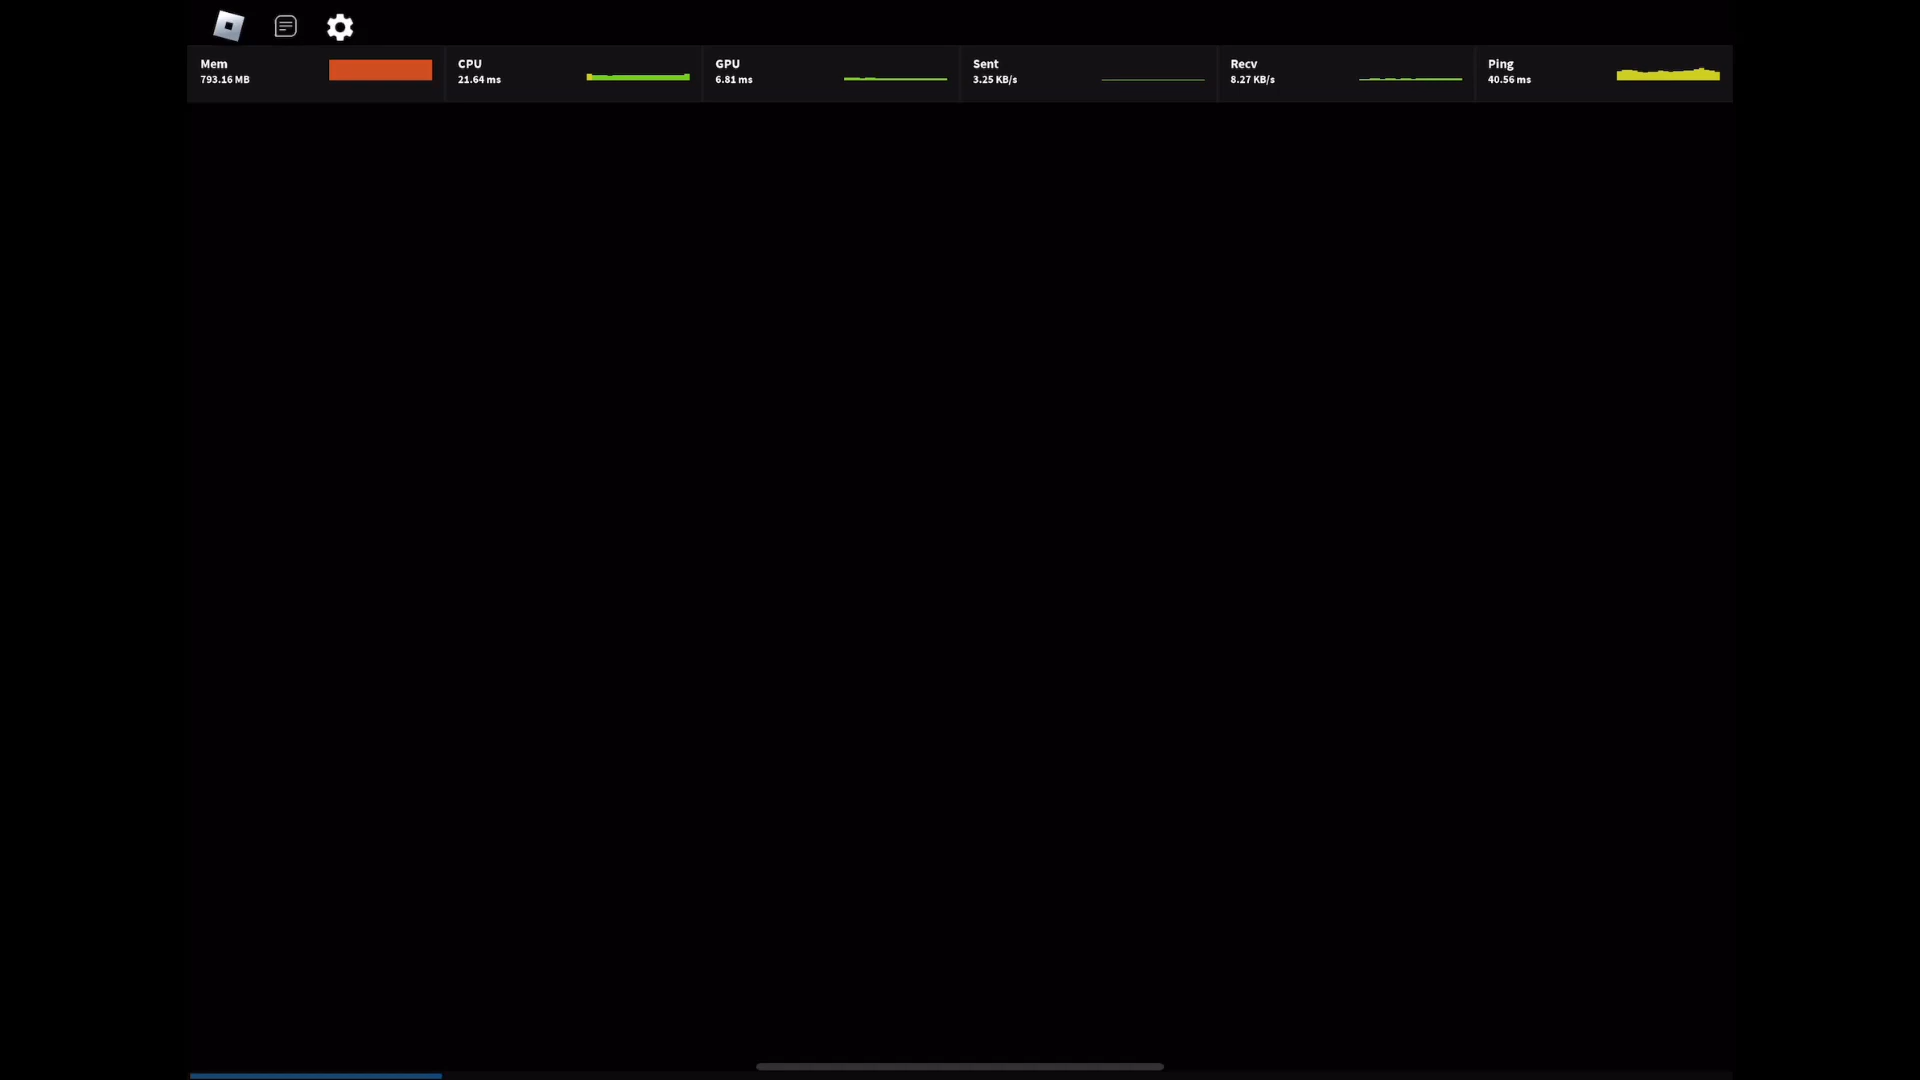 Mem
793.16 MB
CPU
21.64 ms
GPU
6.81 ms
Sent
3.25 KB/s
Recv
8.27 KB/s
Ping
40.56 ms